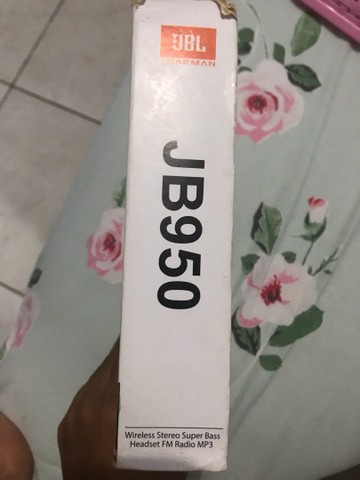 JBL
HARMAN
JB950
Wireless Stereo Super Bass
Headset FM Radio MP3